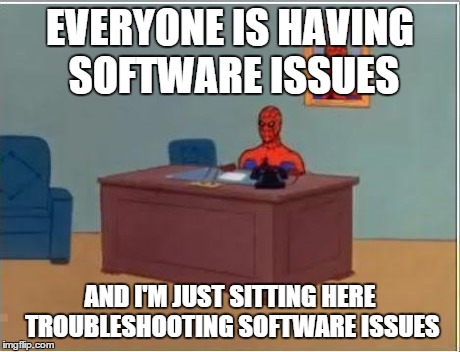 EVERYONE IS HAVING
SOFTWARE ISSUES
AND I'M JUST SITTING HERE
TROUBLESHOOTING SOFTWARE ISSUES
imgflip.com